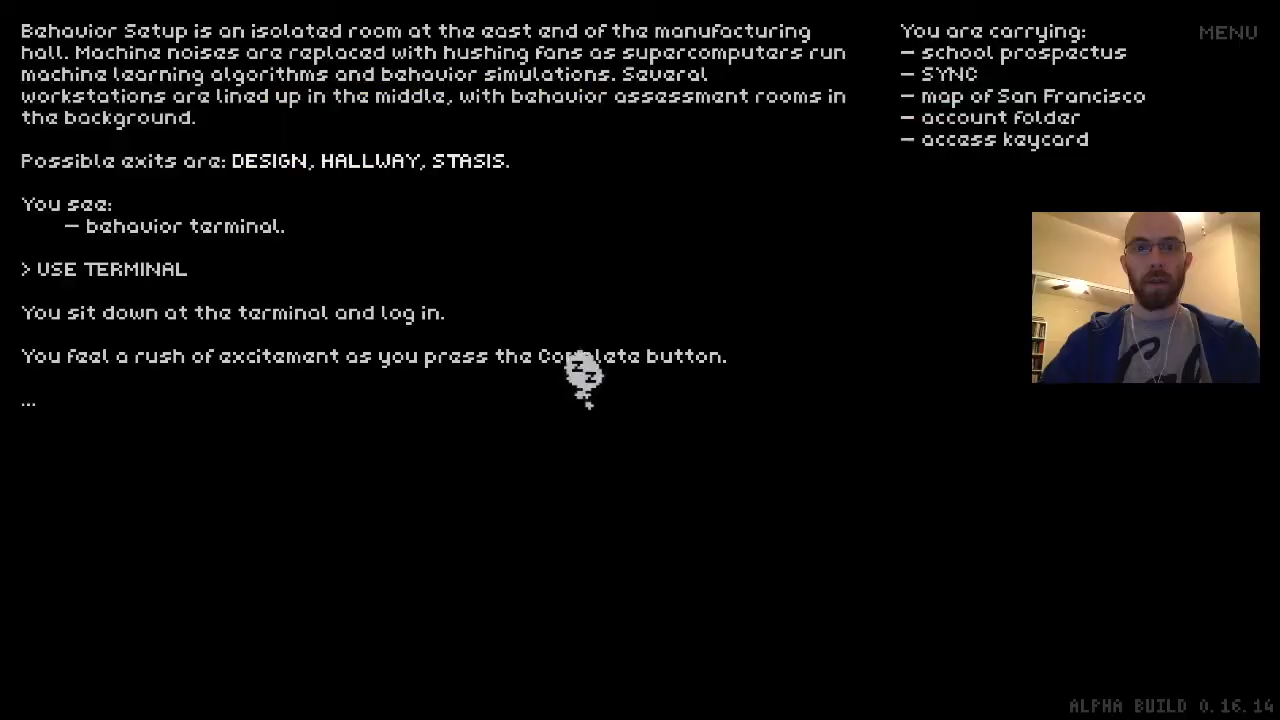 Behavior Setup is an isolated room at the east end of the manufacturing
hall. Machine noises are replaced with hushing fans as supercomputers run
machine learning algorithms and behavior simulations. Several
workstations are lined up in the middle, with behavior assessment rooms in
the background.
Possible exits are: DESIGN, HALLWAY, STASIS.
You see:
— behavior terminal.
> USE TERMINAL
You sit down at the terminal and log in.
You feel a rush of excitement as you press the Complete button.
...
You are carrying:
— school prospectus
— SYNC
— map of San Francisco
— account folder
— access keycard
MENU
z z
ALPHA BUILD 0.16.14